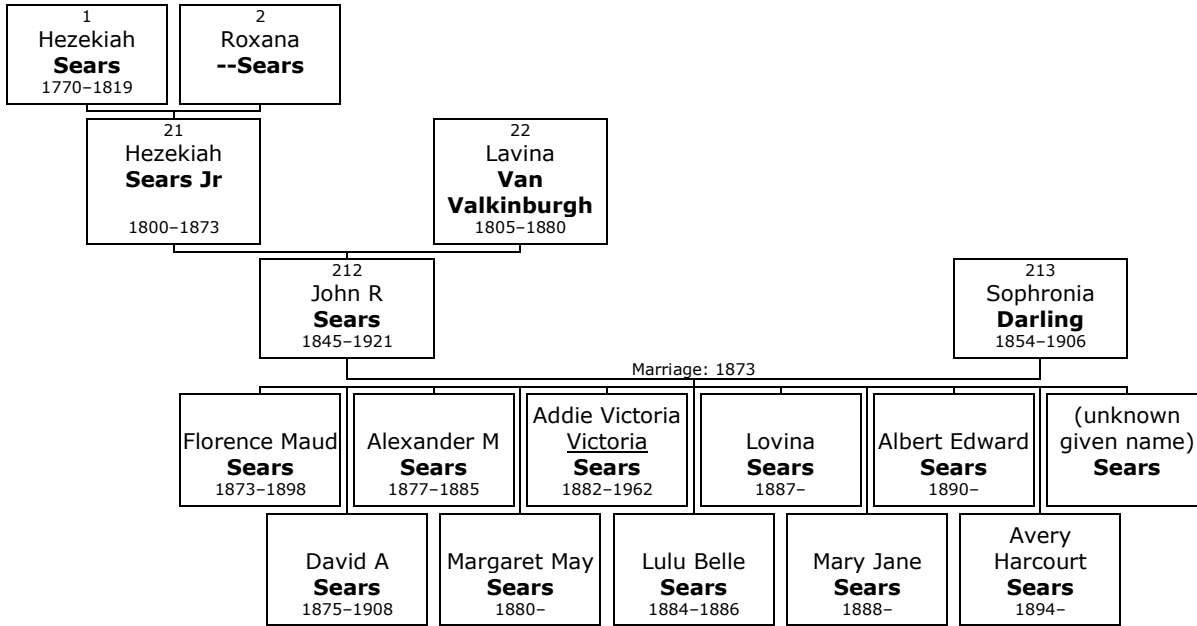 1
Hezekiah
Sears
1770–1819
2
Roxana
--Sears
21
Hezekiah
Sears Jr
1800–1873
22
Lavina
Van
Valkinburgh
1805–1880
212
John R
Sears
1845–1921
213
Sophronia
Darling
1854–1906
Marriage: 1873
Florence Maud
Sears
1873–1898
Alexander M
Sears
1877–1885
Addie Victoria
Victoria
Sears
1882–1962
Lovina
Sears
1887–
Albert Edward
Sears
1890–
(unknown
given name)
Sears
David A
Sears
1875–1908
Margaret May
Sears
1880–
Lulu Belle
Sears
1884–1886
Mary Jane
Sears
1888–
Avery
Harcourt
Sears
1894–